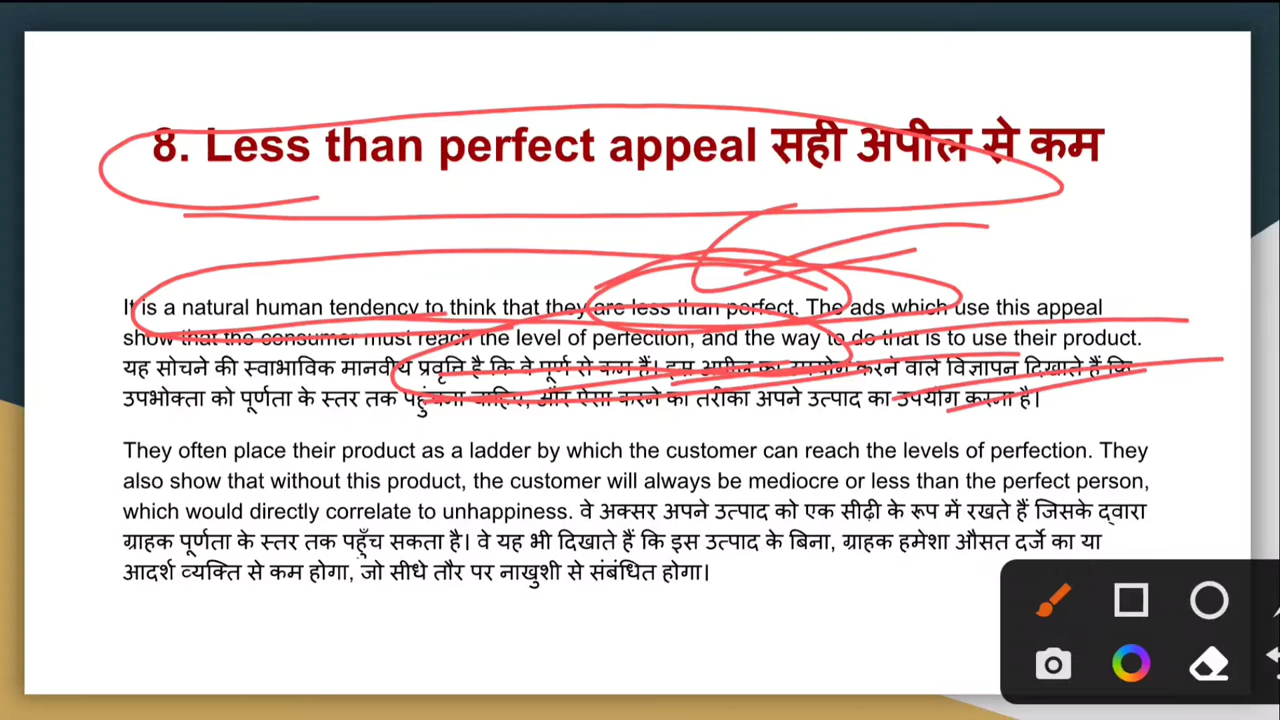 8. Less than perfect appeal सही अपील से कम
It is a natural human tendency to think that they are less than perfect. The ads which use this appeal
show that the consumer must reach the level of perfection, and the way to do that is to use their product.
यह सोचने की स्वाभाविक मानवीय प्रवृत्ति है कि वे पूर्ण से कम हैं। इस अपील का उपयोग करने वाले विज्ञापन दिखाते हैं कि
उपभोक्ता को पूर्णता के स्तर तक पहुंचना चाहिए, और ऐसा करने का तरीका अपने उत्पाद का उपयोग करना है।
They often place their product as a ladder by which the customer can reach the levels of perfection. They
also show that without this product, the customer will always be mediocre or less than the perfect person,
which would directly correlate to unhappiness. वे अक्सर अपने उत्पाद को एक सीढ़ी के रूप में रखते हैं जिसके द्वारा
ग्राहक पूर्णता के स्तर तक पहुँच सकता है। वे यह भी दिखाते हैं कि इस उत्पाद के बिना, ग्राहक हमेशा औसत दर्जे का या
आदर्श व्यक्ति से कम होगा, जो सीधे तौर पर नाखुशी से संबंधित होगा।